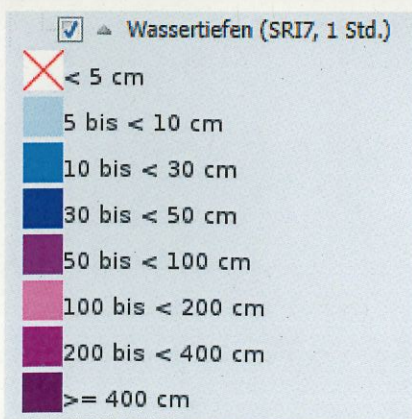 Wassertiefen (SRI7, 1 Std.)
< 5 cm
5 bis < 10 cm
10 bis < 30 cm
30 bis < 50 cm
50 bis < 100 cm
100 bis < 200 cm
200 bis < 400 cm
>= 400 cm